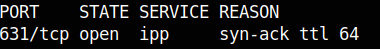 PORT    STATE SERVICE REASON
631/tcp open  ipp     syn-ack ttl 64